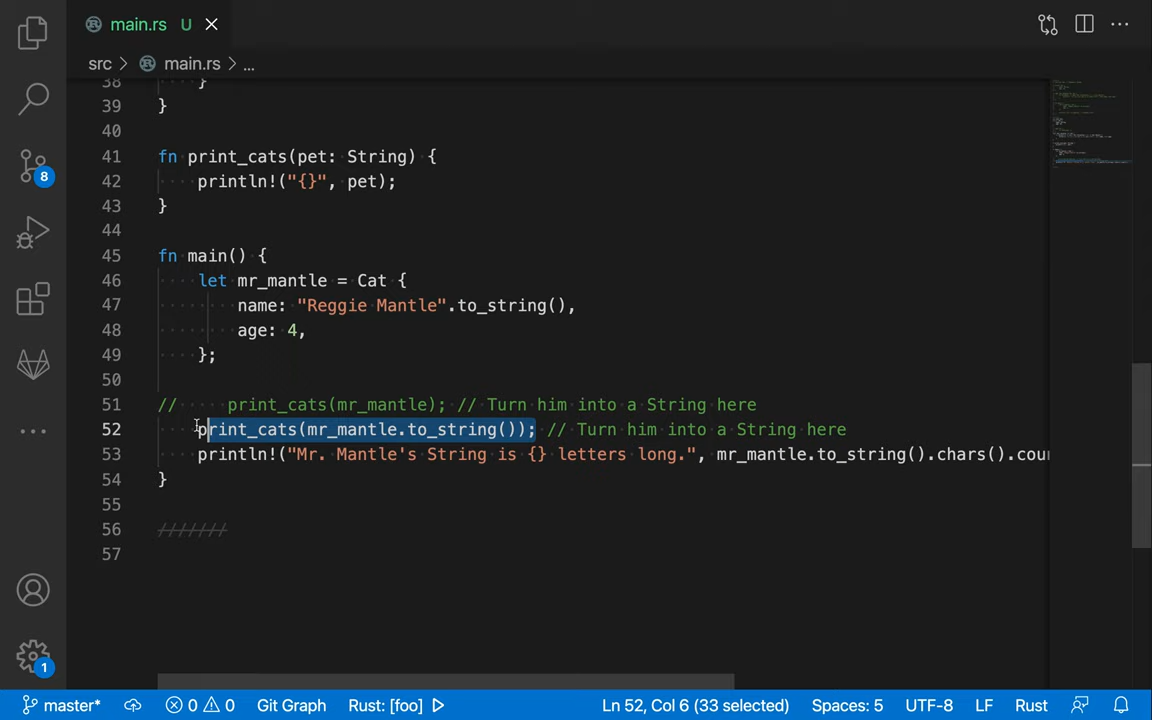 main.rs U
8
src > main.rs > ...
38 }
39 }
40
41 fn print_cats(pet: String) {
42 println!("{}", pet);
43 }
44
45 fn main() {
46 let mr_mantle = Cat {
47 name: "Reggie Mantle".to_string(),
48 age: 4,
49 };
50
51 // print_cats(mr_mantle); // Turn him into a String here
52 print_cats(mr_mantle.to_string()); // Turn him into a String here
53 println!("Mr. Mantle's String is {} letters long.", mr_mantle.to_string().chars().cou
54 }
55
56 ///////
57
1
master* 0 0 Git Graph Rust: [foo] Ln 52, Col 6 (33 selected) Spaces: 5 UTF-8 LF Rust